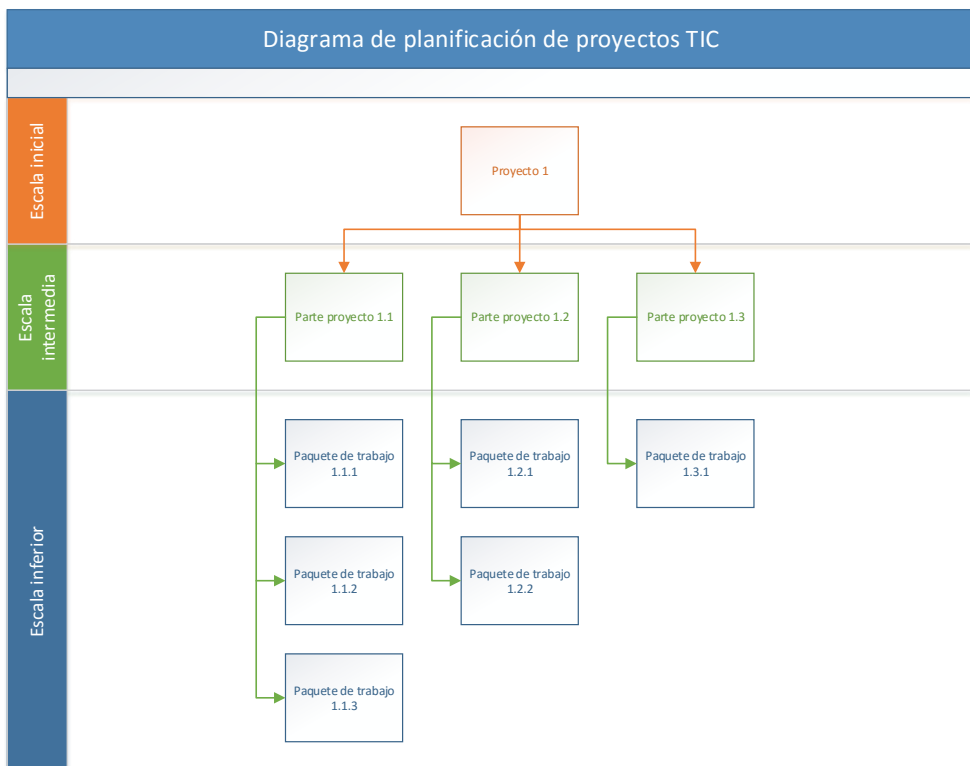 Diagrama de planificación de proyectos TIC
Escala inicial
Proyecto 1
Escala
intermedia
Parte proyecto 1.1
Parte proyecto 1.2
Parte proyecto 1.3
Escala inferior
Paquete de trabajo
1.1.1
Paquete de trabajo
1.2.1
Paquete de trabajo
1.3.1
Paquete de trabajo
1.1.2
Paquete de trabajo
1.2.2
Paquete de trabajo
1.1.3